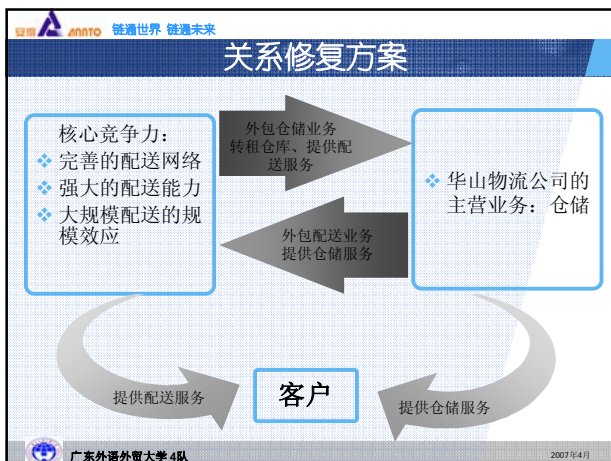 安得 ANNTO 链通世界 链通未来
关系修复方案
核心竞争力：
完善的配送网络
强大的配送能力
大规模配送的规
模效应
外包仓储业务
转租仓库、提供配
送服务
外包配送业务
提供仓储服务
华山物流公司的
主营业务：仓储
提供配送服务
客户
提供仓储服务
广东外语外贸大学 4队
2007年4月